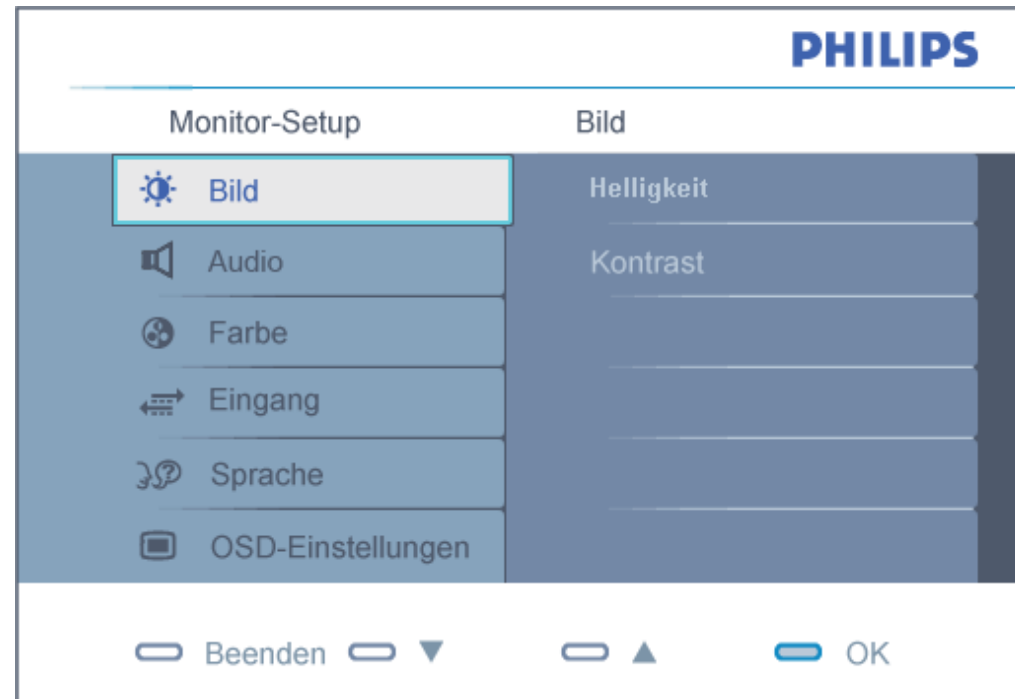 PHILIPS
Monitor-Setup
Bild
Bild
Helligkeit
Audio
Kontrast
Farbe
Eingang
Sprache
OSD-Einstellungen
Beenden ▼ ▲ OK